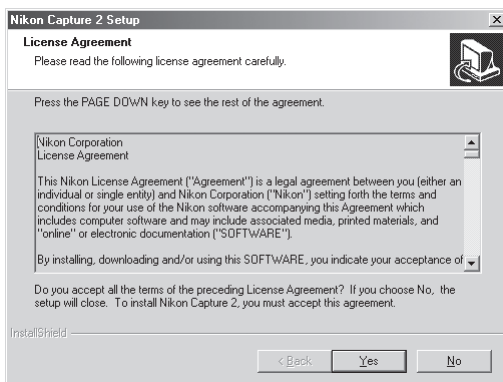 Nikon Capture 2 Setup
License Agreement
Please read the following license agreement carefully.
Press the PAGE DOWN key to see the rest of the agreement.
Nikon Corporation
License Agreement
This Nikon License Agreement ("Agreement") is a legal agreement between you (either an
individual or single entity) and Nikon Corporation ("Nikon") setting forth the terms and
conditions for your use of the Nikon software accompanying this Agreement which
includes computer software and may include associated media, printed materials, and
"online" or electronic documentation ("SOFTWARE").
By installing, downloading and/or using this SOFTWARE, you indicate your acceptance of
Do you accept all the terms of the preceding License Agreement? If you choose No, the
setup will close. To install Nikon Capture 2, you must accept this agreement.
InstallShield
< Back Yes No